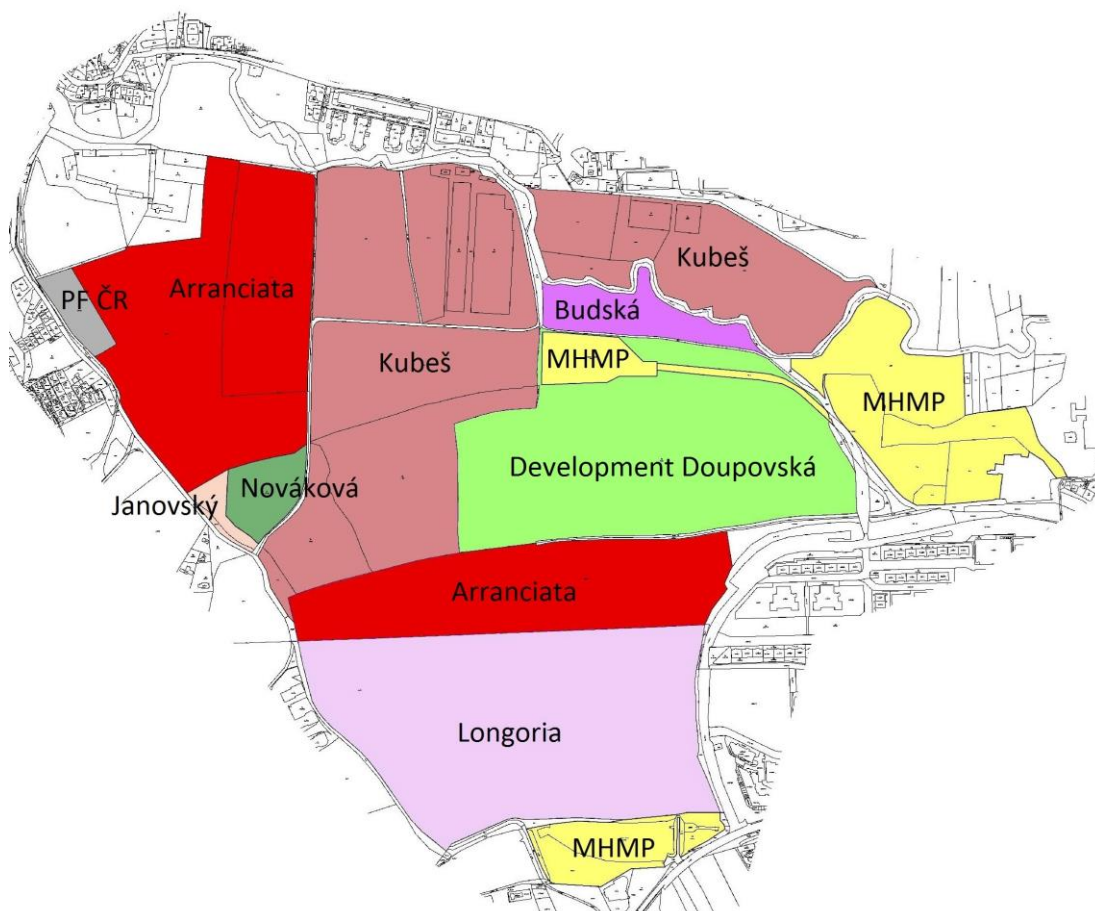 Kubeš
Arranciata
PF ČR
Budská
Kubeš
MHMP
MHMP
Development Doupovská
Nováková
Janovský
Arranciata
Longoria
MHMP